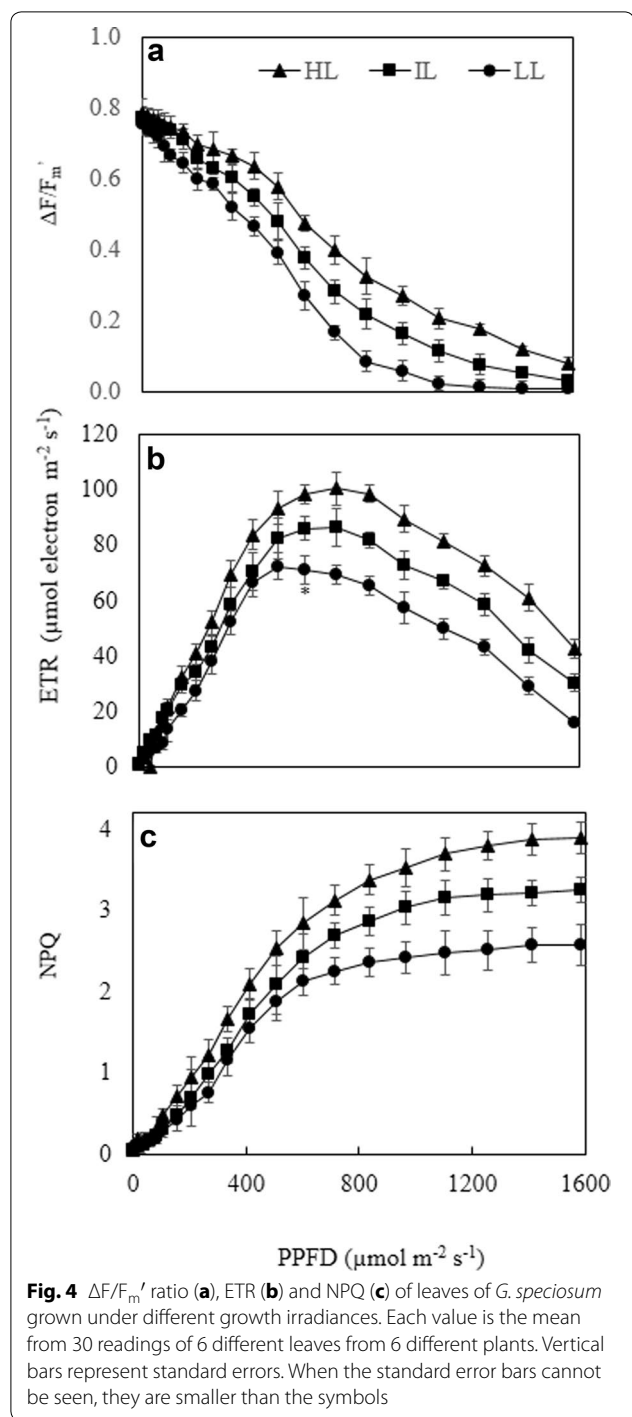 a
HL IL LL
1.0
0.8
0.6
0.4
0.2
0.0
ΔF/Fm'
b
120
100
80
60
40
20
0
ETR (μmol electron m-2 s-1)
*
c
4
3
2
1
0
NPQ
0 400 800 1200 1600
PPFD (μmol m-2 s-1)
Fig. 4 ΔF/Fm′ ratio (a), ETR (b) and NPQ (c) of leaves of G. speciosum
grown under different growth irradiances. Each value is the mean
from 30 readings of 6 different leaves from 6 different plants. Vertical
bars represent standard errors. When the standard error bars cannot
be seen, they are smaller than the symbols